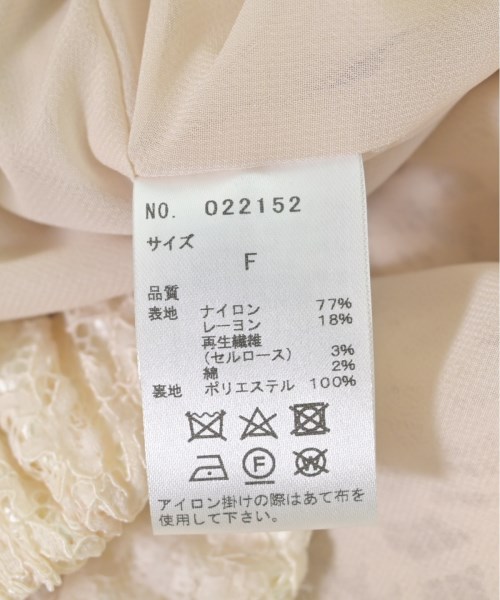 NO. 022152
サイズ
F
品質
表地 ナイロン 77%
レーヨン 18%
再生繊維
(セルロース) 3%
綿 2%
裏地 ポリエステル 100%
F W
アイロン掛けの際はあて布を
使用して下さい。